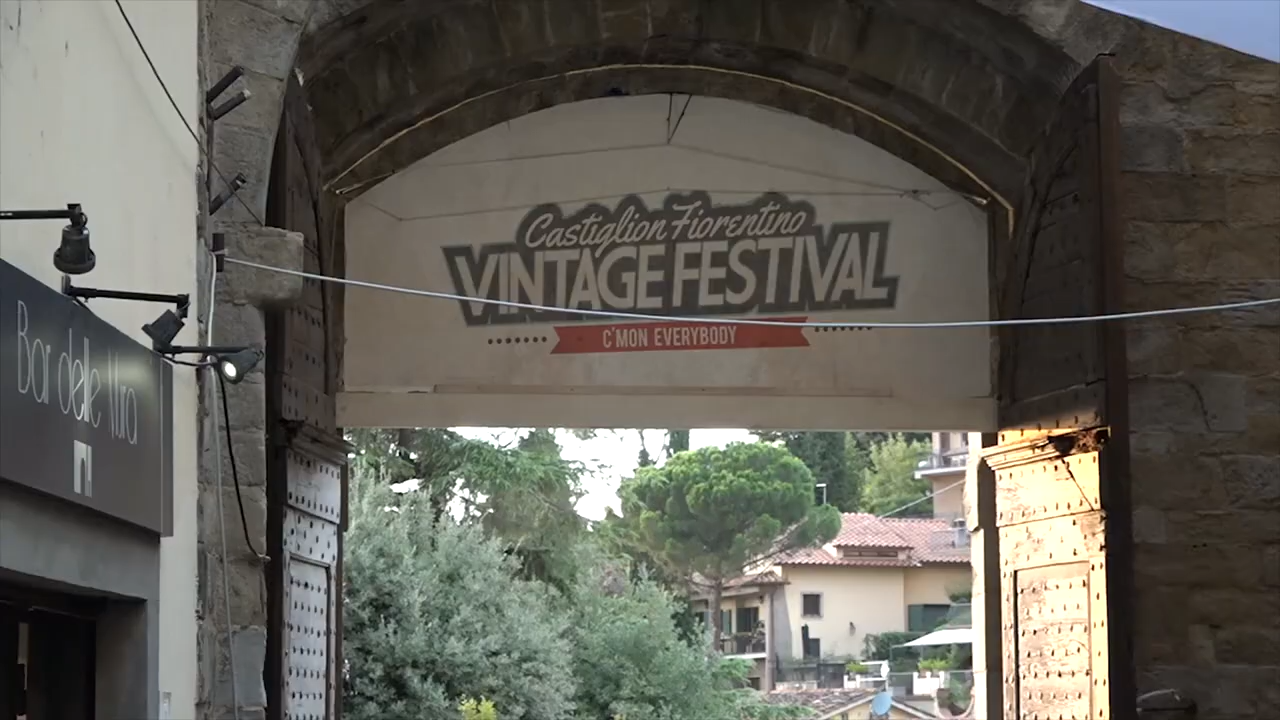 Castiglion Fiorentino
VINTAGE FESTIVAL
C'MON EVERYBODY
Bar delle Mura